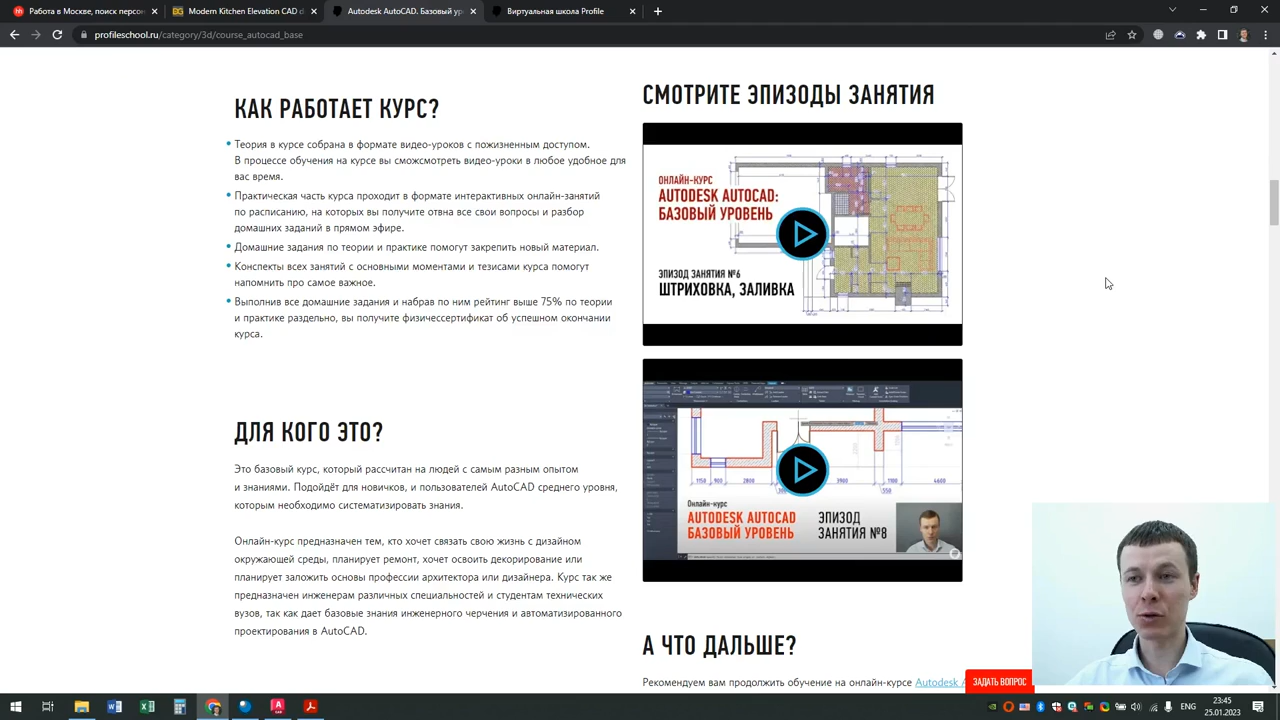 Работа в Москве, поиск персон
Modern Kitchen Elevation CAD d
Autodesk AutoCAD. Базовый ур
Виртуальная школа Profile
profileschool.ru/category/3d/course_autocad_base
КАК РАБОТАЕТ КУРС?
Теория в курсе собрана в формате видео-уроков с пожизненным доступом.
В процессе обучения на курсе вы сможсмотреть видео-уроки в любое удобное для
вас время.
Практическая часть курса проходит в формате интерактивных онлайн-занятий
по расписанию, на которых вы получите отвна все свои вопросы и разбор
домашних заданий в прямом эфире.
Домашние задания по теории и практике помогут закрепить новый материал.
Конспекты всех занятий с основными моментами и тезисами курса помогут
напомнить про самое важное.
Выполнив все домашние задания и набрав по ним рейтинг выше 75% по теории
и практике раздельно, вы получите физичессертификат об успешном окончании
курса.
ДЛЯ КОГО ЭТО?
Это базовый курс, который рассчитан на людей с самым разным опытом
и знаниями. Подойдёт для новичков, и пользователей AutoCAD среднего уровня,
которым необходимо систематизировать знания.
Онлайн-курс предназначен тем, кто хочет связать свою жизнь с дизайном
окружающей среды, планирует ремонт, хочет освоить декорирование или
планирует заложить основы профессии архитектора или дизайнера. Курс так же
предназначен инженерам различных специальностей и студентам технических
вузов, так как дает базовые знания инженерного черчения и автоматизированного
проектирования в AutoCAD.
СМОТРИТЕ ЭПИЗОДЫ ЗАНЯТИЯ
ОНЛАЙН-КУРС
AUTODESK AUTOCAD:
БАЗОВЫЙ УРОВЕНЬ
ЭПИЗОД ЗАНЯТИЯ №6
ШТРИХОВКА, ЗАЛИВКА
1150 900 2800 3900 1100 4600
550
Онлайн-курс
AUTODESK AUTOCAD
БАЗОВЫЙ УРОВЕНЬ
ЭПИЗОД
ЗАНЯТИЯ №8
А ЧТО ДАЛЬШЕ?
Рекомендуем вам продолжить обучение на онлайн-курсе Autodesk A
ЗАДАТЬ ВОПРОС
ENG
23:45
25.01.2023